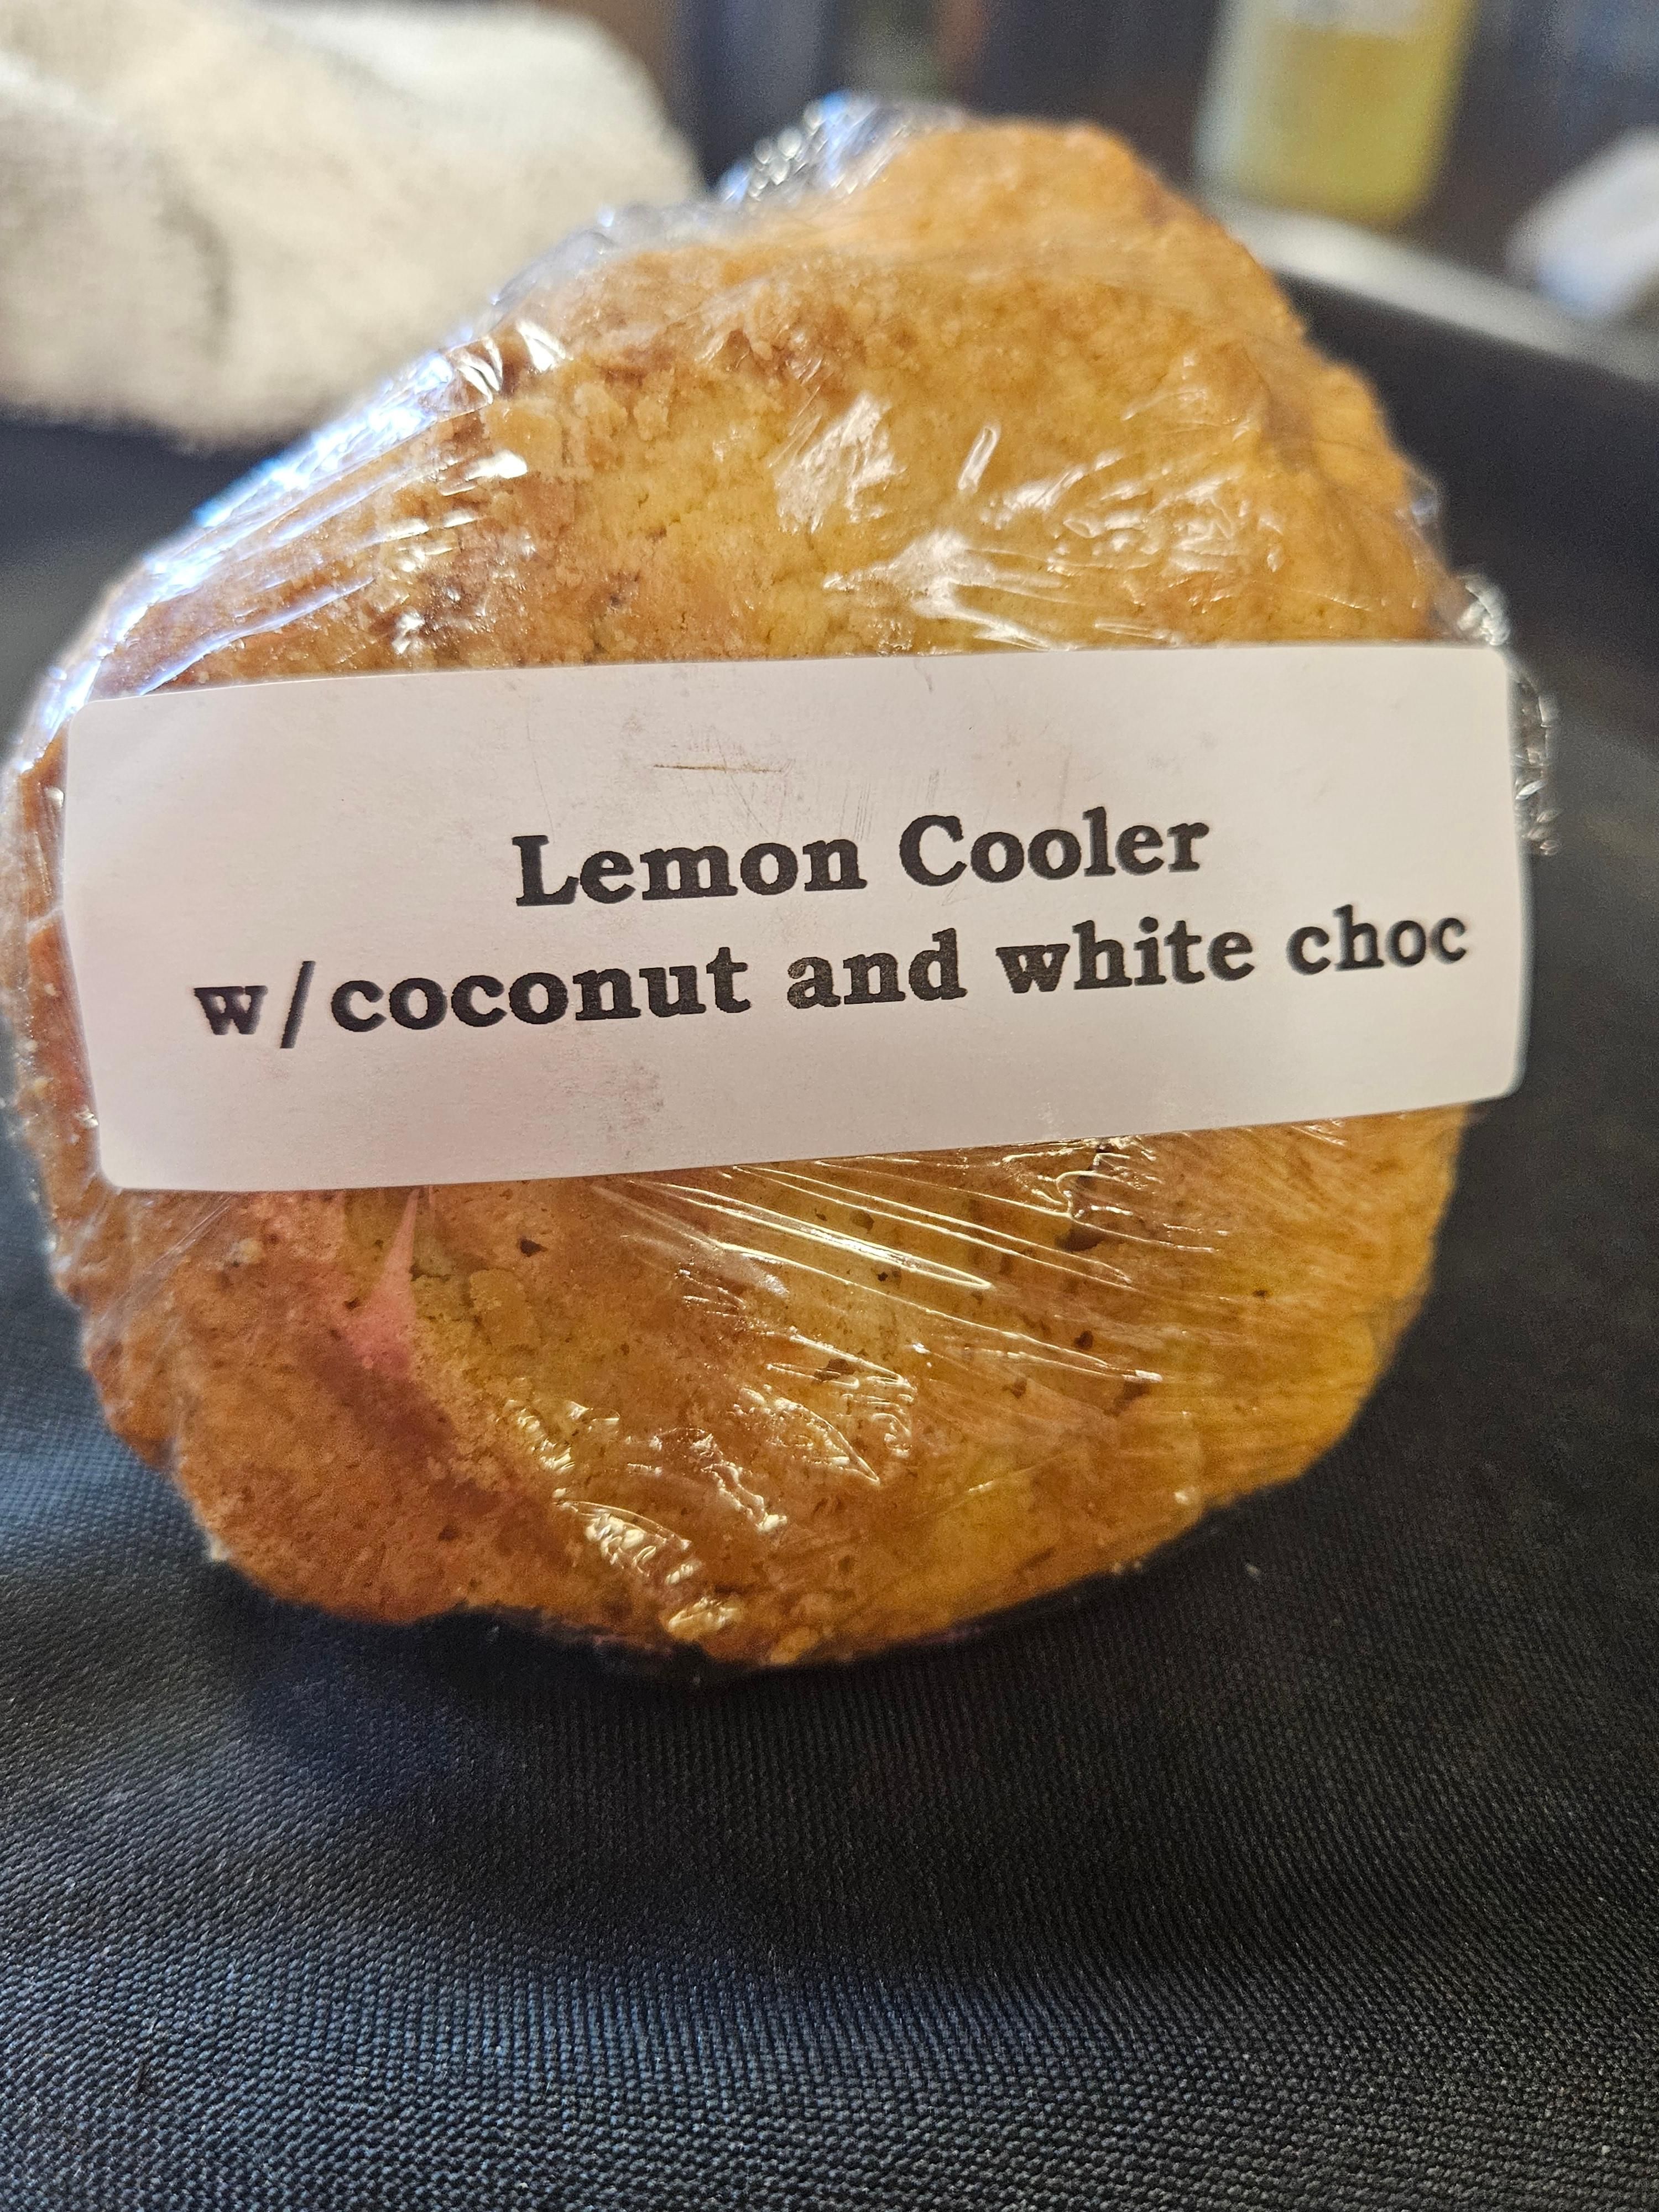 Lemon Cooler
w/coconut and white choc